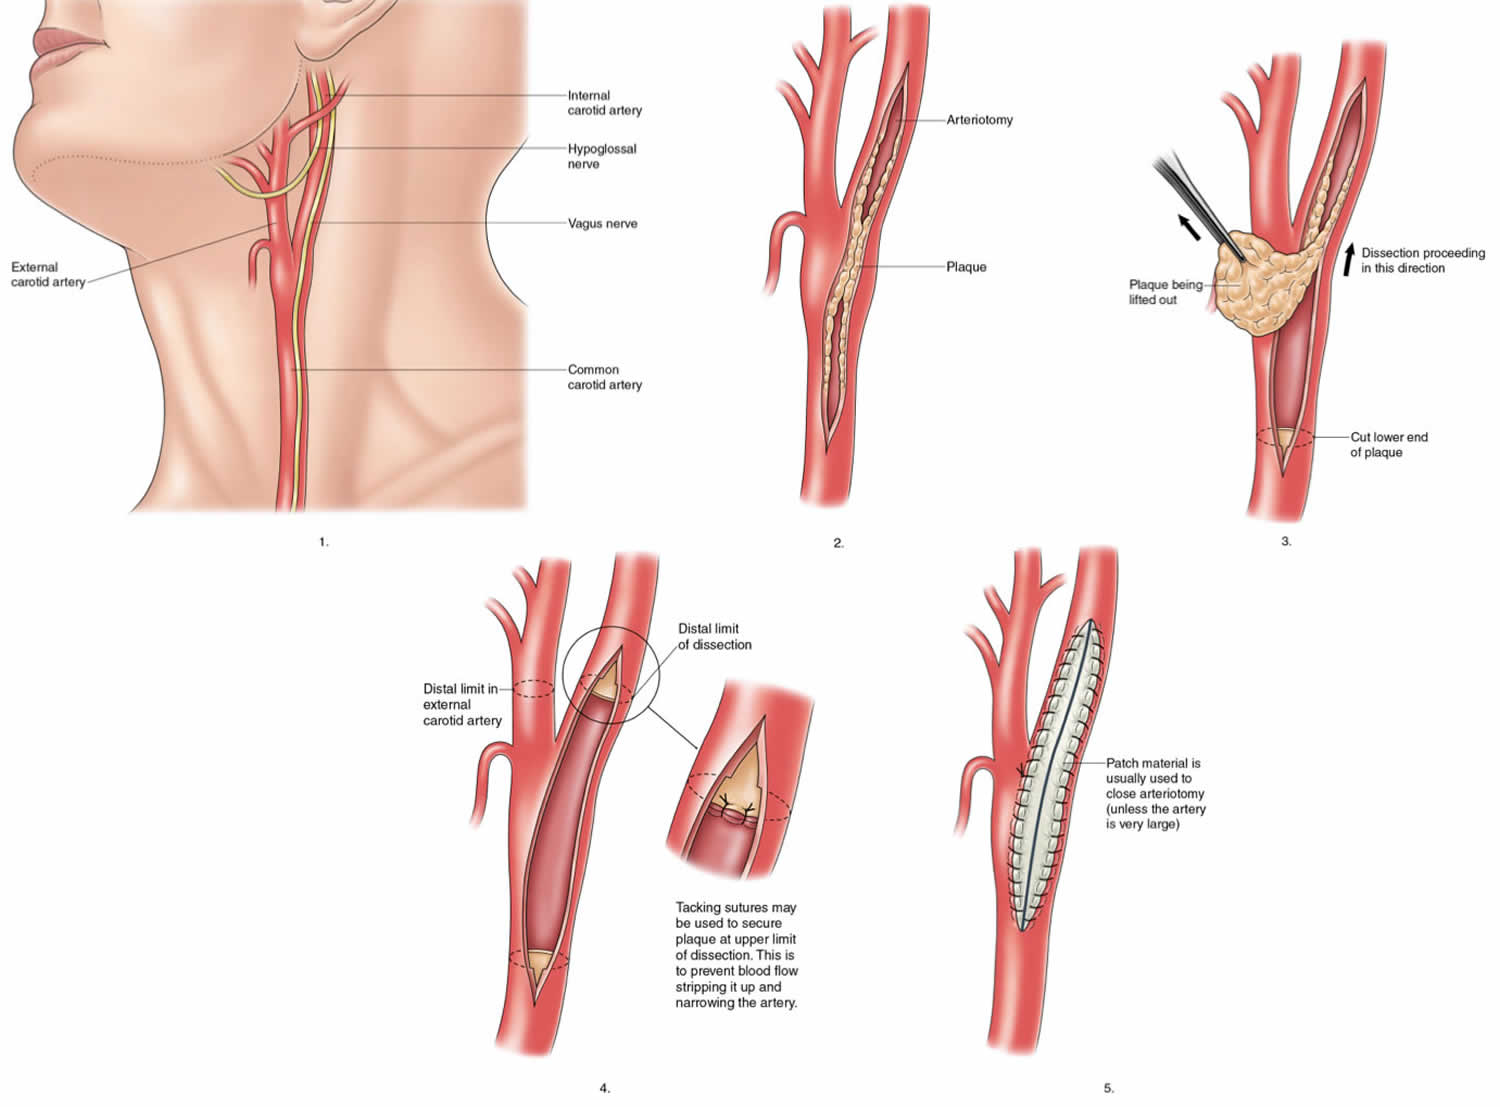 Internal
carotid artery
Hypoglossal
nerve
Vagus nerve
External
carotid artery
Common
carotid artery
1.
Arteriotomy
Plaque
2.
Dissection proceeding
in this direction
Plaque being
lifted out
Cut lower end
of plaque
3.
Distal limit
of dissection
Distal limit in
external
carotid artery
Tacking sutures may
be used to secure
plaque at upper limit
of dissection. This is
to prevent blood flow
stripping it up and
narrowing the artery.
4.
Patch material is
usually used to
close arteriotomy
(unless the artery
is very large)
5.